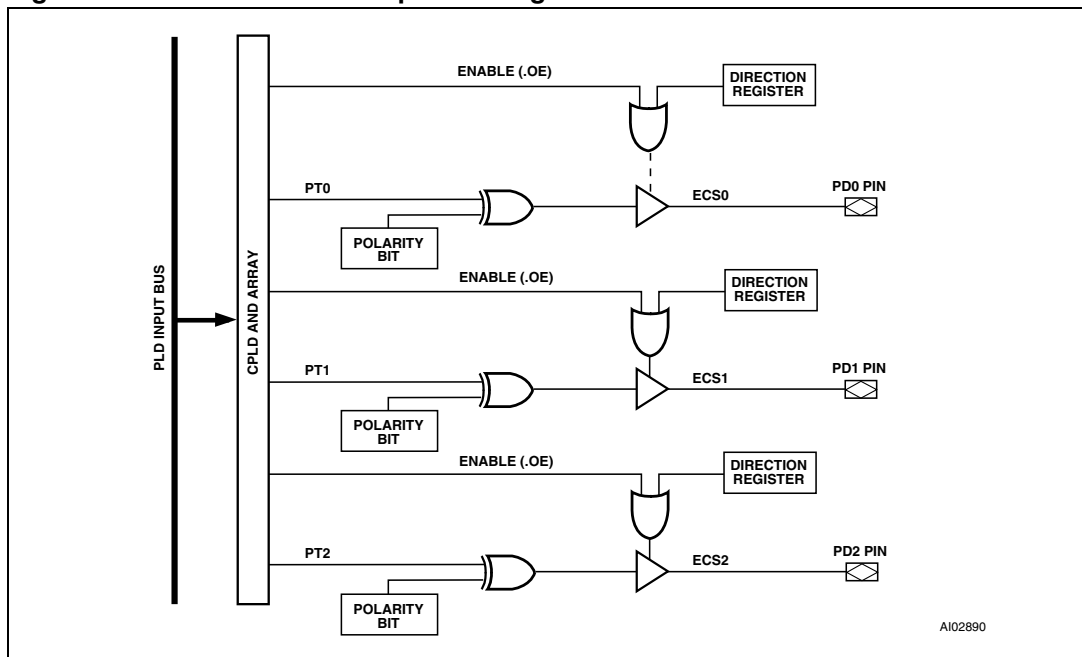 ENABLE (.OE)
DIRECTION
REGISTER
PT0
ECS0
PD0 PIN
POLARITY
BIT
ENABLE (.OE)
DIRECTION
REGISTER
PLD INPUT BUS
CPLD AND ARRAY
PT1
ECS1
PD1 PIN
POLARITY
BIT
ENABLE (.OE)
DIRECTION
REGISTER
PT2
ECS2
PD2 PIN
POLARITY
BIT
AI02890